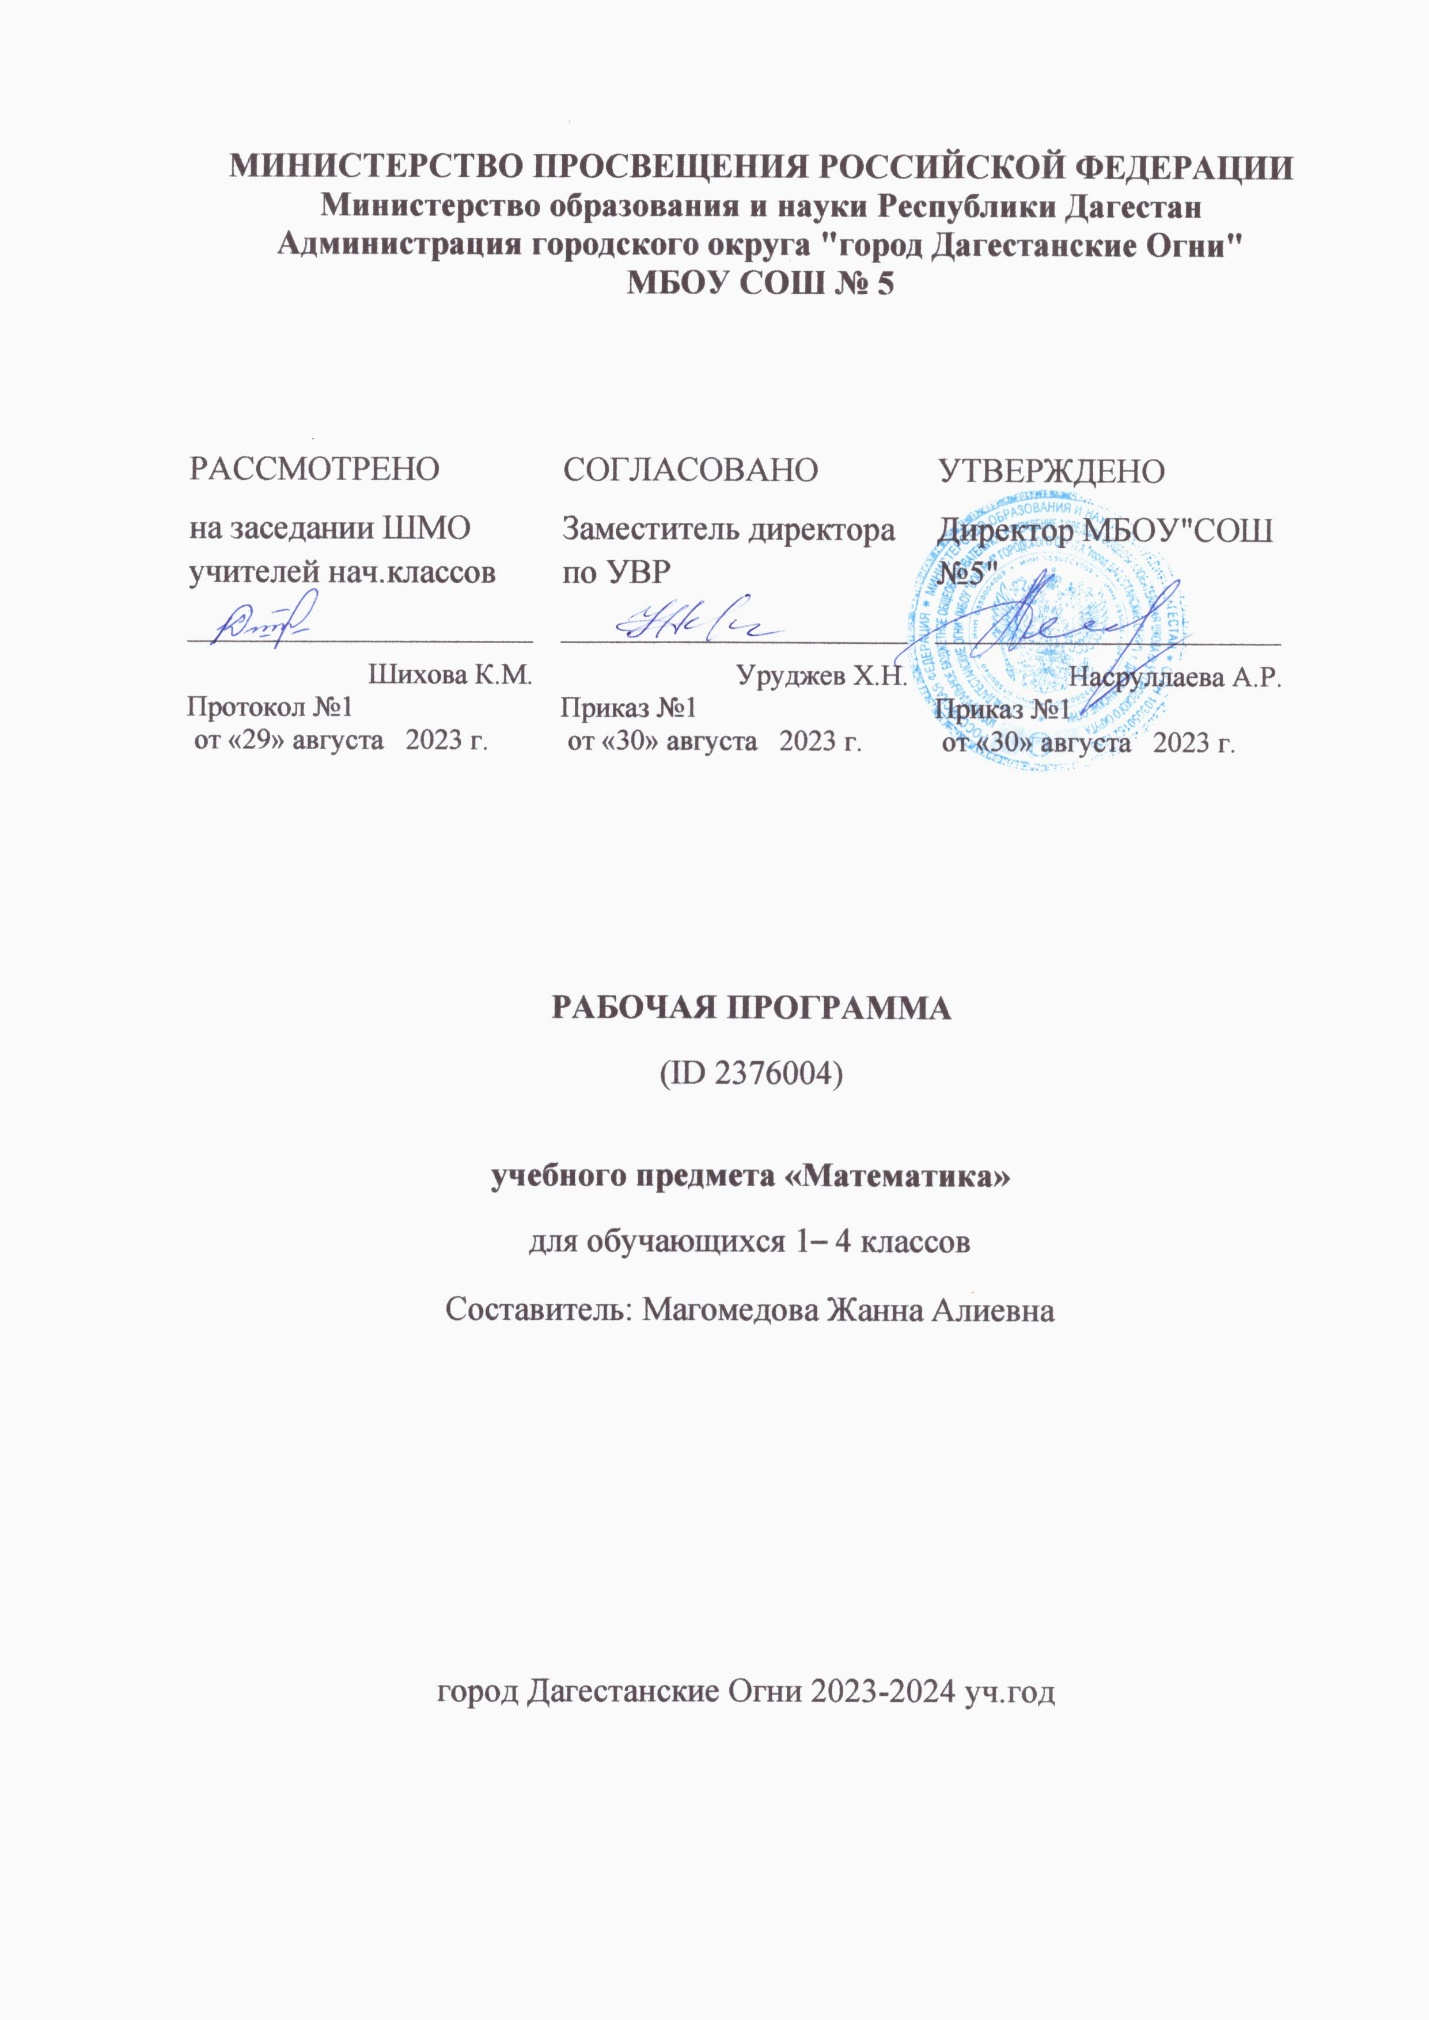 МИНИСТЕРСТВО ПРОСВЕЩЕНИЯ РОССИЙСКОЙ ФЕДЕРАЦИИ
Министерство образования и науки Республики Дагестан
Администрация городского округа "город Дагестанские Огни"
МБОУ СОШ № 5
РАССМОТРЕНО
на заседании ШМО
учителей нач.классов
Шихова К.М.
Протокол №1
от «29» августа 2023 г.
СОГЛАСОВАНО
Заместитель директора
по УВР
Уруджев Х.Н.
Приказ №1
от «30» августа 2023 г.
УТВЕРЖДЕНО
Директор МБОУ"СОШ
№5"
Насруллаева А.Р.
Приказ №1
от «30» августа 2023 г.
РАБОЧАЯ ПРОГРАММА
(ID 2376004)
учебного предмета «Математика»
для обучающихся 1– 4 классов
Составитель: Магомедова Жанна Алиевна
город Дагестанские Огни 2023-2024 уч.год